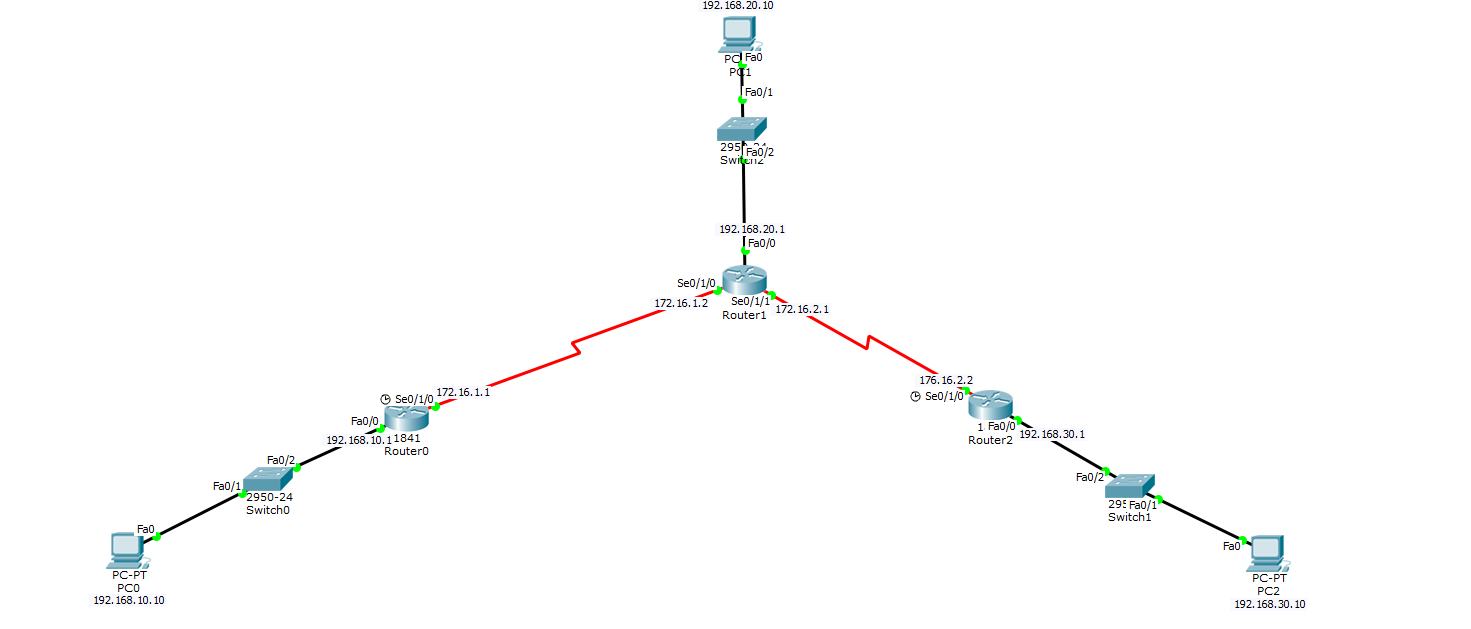 192.168.20.10
Fa0
PC1
Fa0/1
Fa0/2
Switch2
192.168.20.1
Fa0/0
Se0/1/0
172.16.1.2
Se0/1/1
172.16.2.1
Router1
176.16.2.2
Se0/1/0
172.16.1.1
Se0/1/0
Fa0/0
192.168.10.1
1841
Router0
1
Fa0/0
192.168.30.1
Router2
Fa0/2
Fa0/1
2950-24
Switch0
Fa0/2
Fa0/1
Switch1
Fa0
PC-PT
PC0
192.168.10.10
Fa0
PC-PT
PC2
192.168.30.10